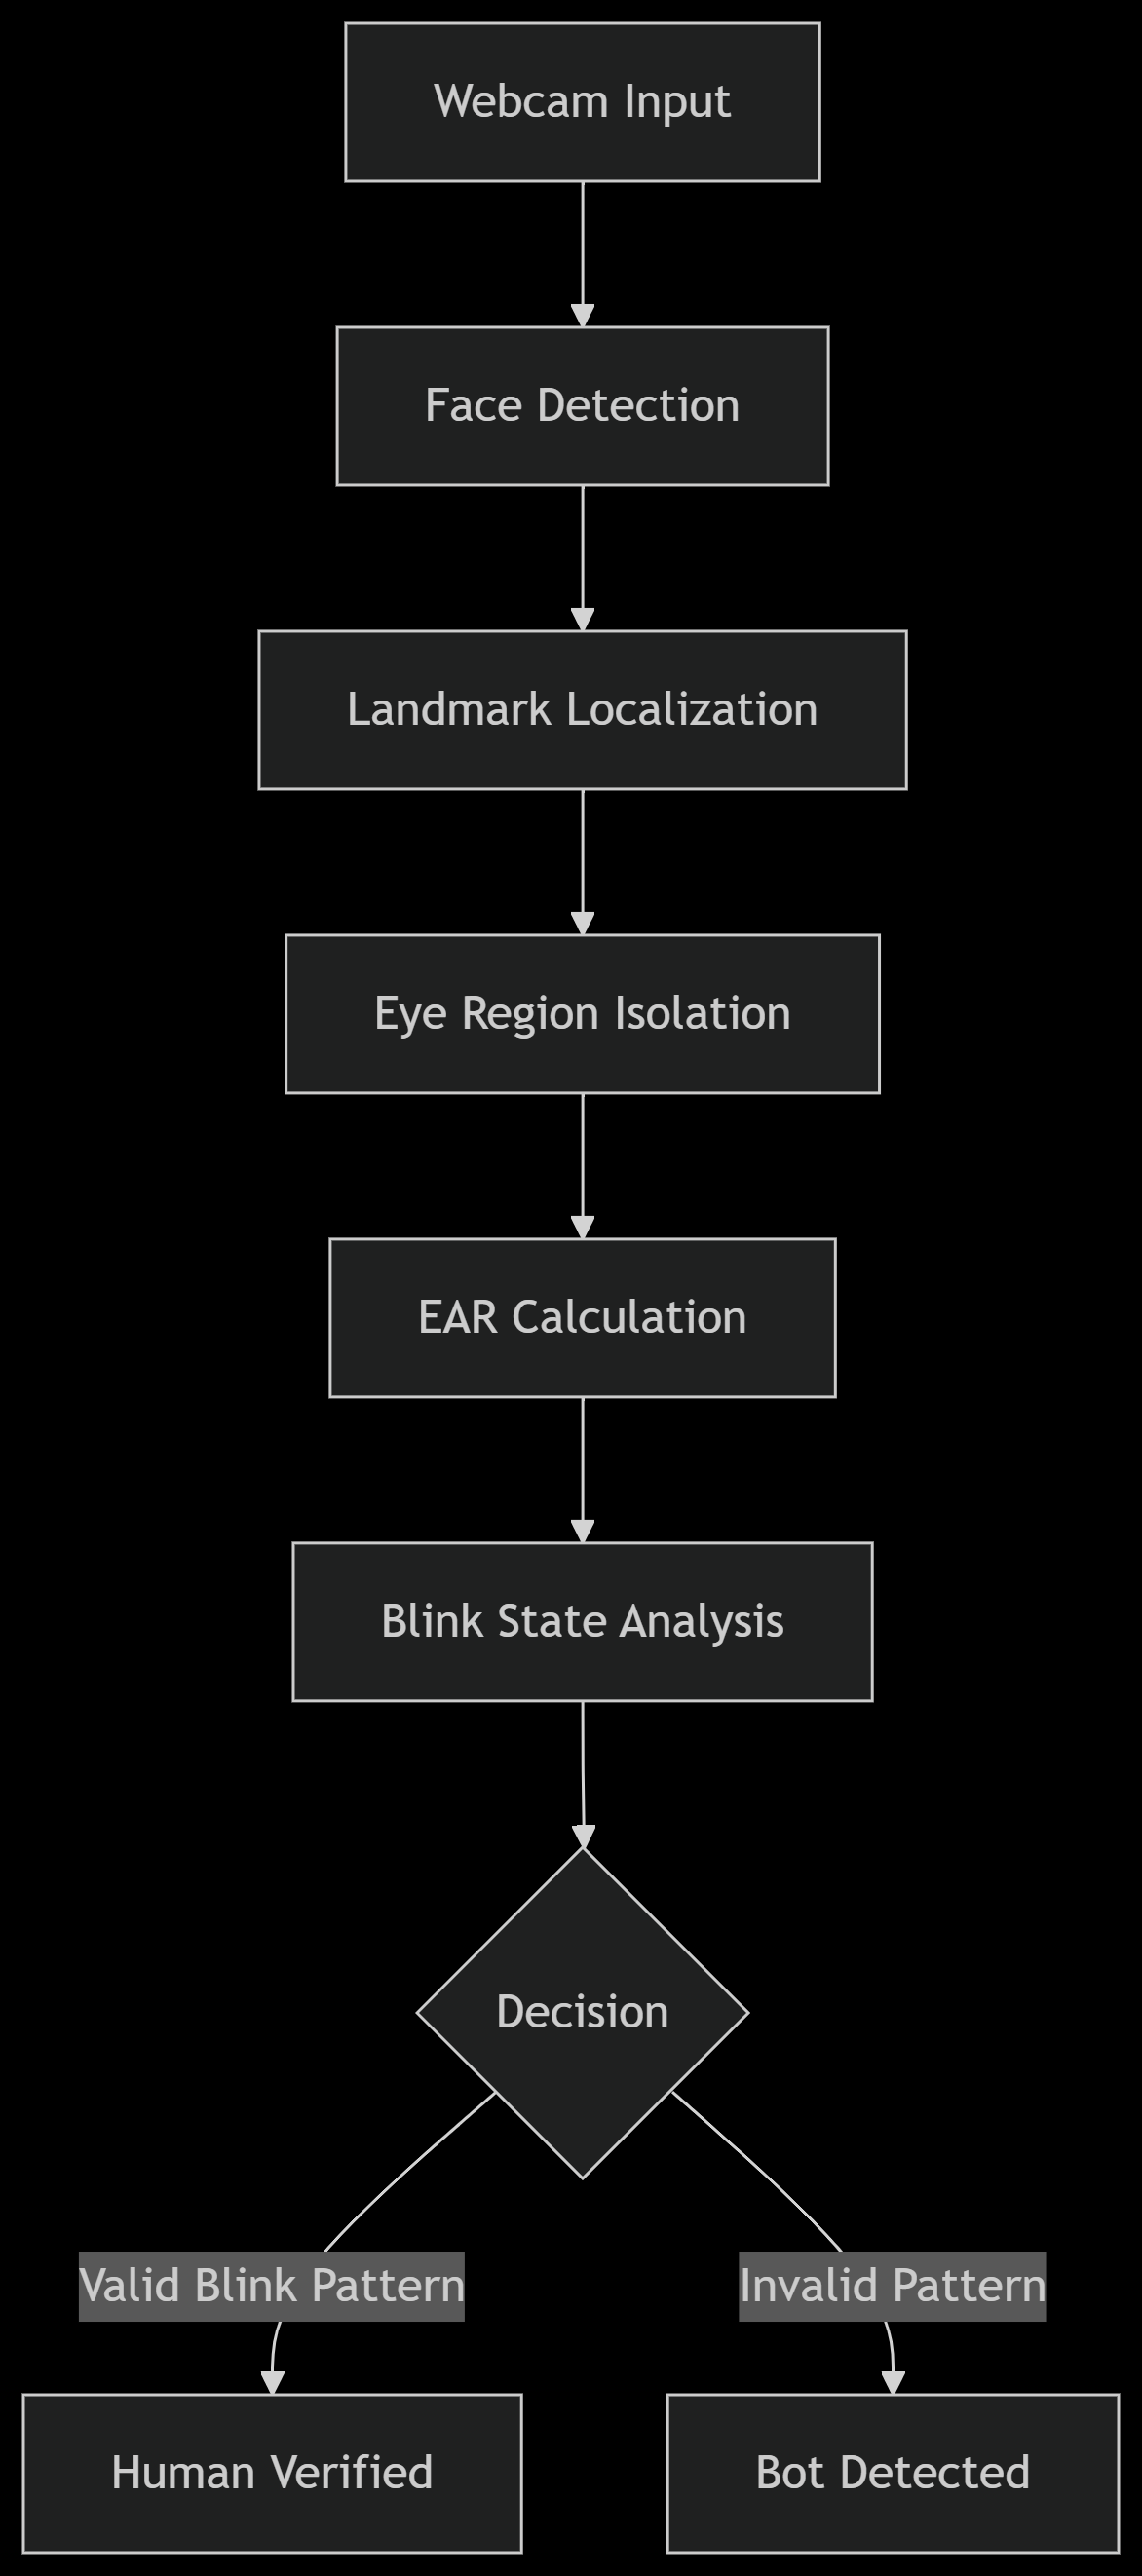 Webcam Input
Face Detection
Landmark Localization
Eye Region Isolation
EAR Calculation
Blink State Analysis
Decision
Valid Blink Pattern
Invalid Pattern
Human Verified
Bot Detected